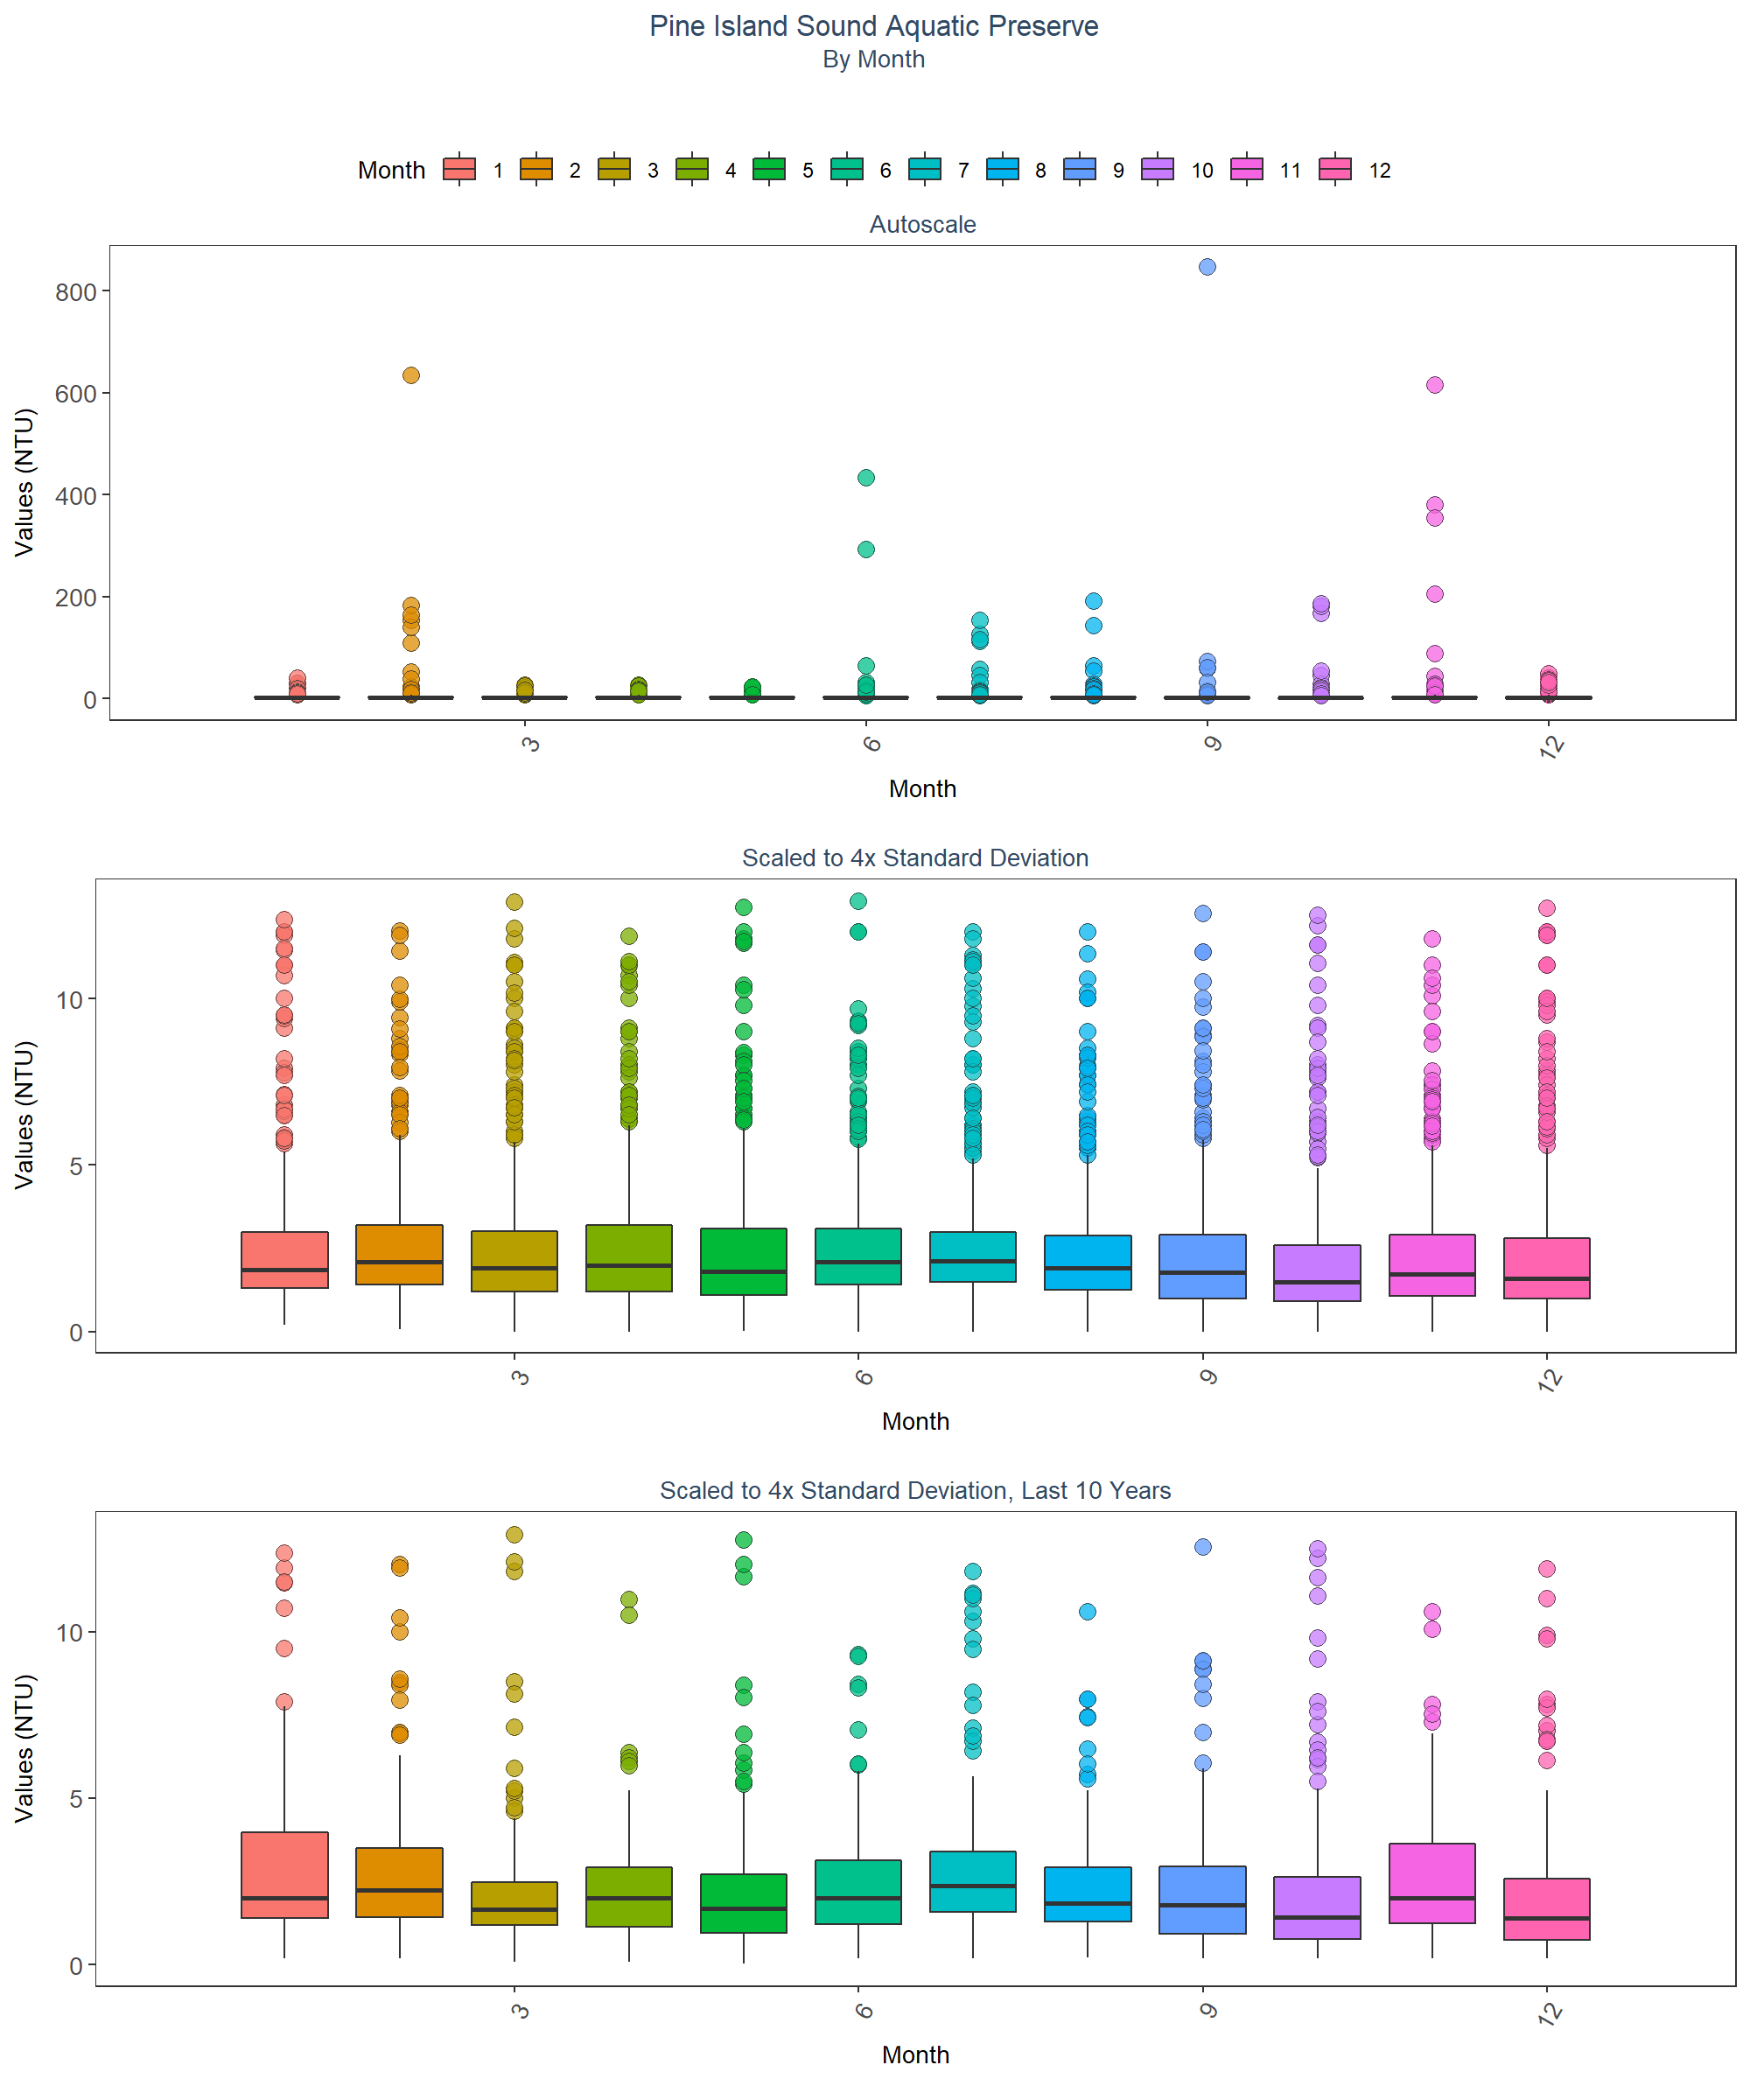 Pine Island Sound Aquatic Preserve
By Month
Month 1 2 3 4 5 6 7 8 9 10 11 12
Autoscale
Values (NTU)
800
600
400
200
0
3 6 9 12
Month
Scaled to 4x Standard Deviation
Values (NTU)
10
5
0
3 6 9 12
Month
Scaled to 4x Standard Deviation, Last 10 Years
Values (NTU)
10
5
0
3 6 9 12
Month